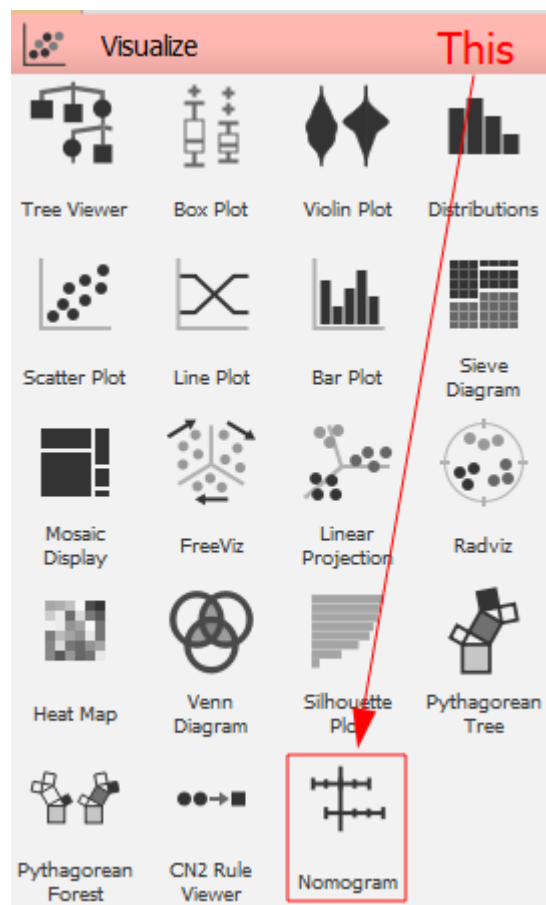 Visualize
This
Tree Viewer
Box Plot
Violin Plot
Distributions
Scatter Plot
Line Plot
Bar Plot
Sieve
Diagram
Mosaic
Display
FreeViz
Linear
Projection
Radviz
Heat Map
Venn
Diagram
Silhouette
Plot
Pythagorean
Tree
Pythagorean
Forest
CN2 Rule
Viewer
Nomogram